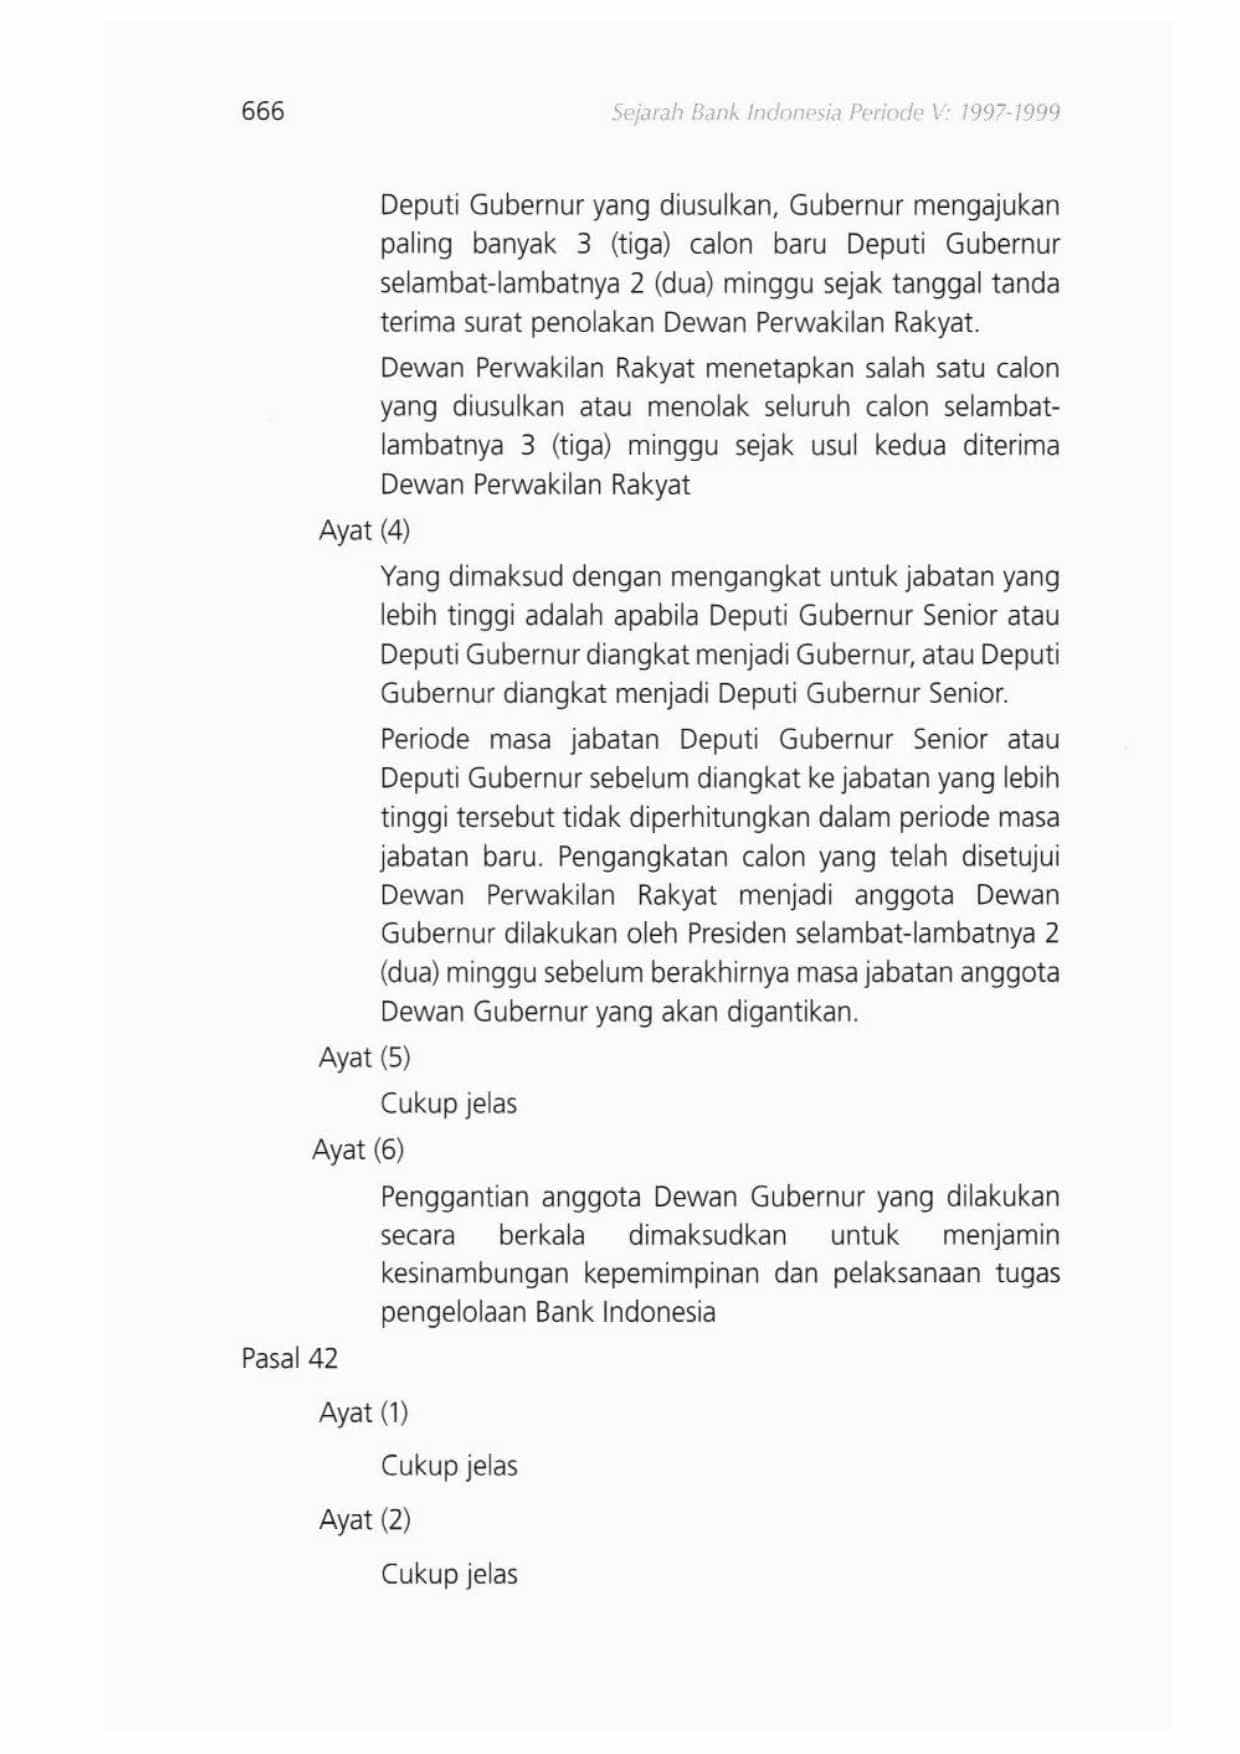 666
Sejarah Bank Indonesia Periode V: 1997-1999
Deputi Gubernur yang diusulkan, Gubernur mengajukan
paling banyak 3 (tiga) calon baru Deputi Gubernur
selambat-lambatnya 2 (dua) minggu sejak tanggal tanda
terima surat penolakan Dewan Perwakilan Rakyat.
Dewan Perwakilan Rakyat menetapkan salah satu calon
yang diusulkan atau menolak seluruh calon selambat-
lambatnya 3 (tiga) minggu sejak usul kedua diterima
Dewan Perwakilan Rakyat
Ayat (4)
Yang dimaksud dengan mengangkat untuk jabatan yang
lebih tinggi adalah apabila Deputi Gubernur Senior atau
Deputi Gubernur diangkat menjadi Gubernur, atau Deputi
Gubernur diangkat menjadi Deputi Gubernur Senior.
Periode masa jabatan Deputi Gubernur Senior atau
Deputi Gubernur sebelum diangkat ke jabatan yang lebih
tinggi tersebut tidak diperhitungkan dalam periode masa
jabatan baru. Pengangkatan calon yang telah disetujui
Dewan Perwakilan Rakyat menjadi anggota Dewan
Gubernur dilakukan oleh Presiden selambat-lambatnya 2
(dua) minggu sebelum berakhirnya masa jabatan anggota
Dewan Gubernur yang akan digantikan.
Ayat (5)
Cukup jelas
Ayat (6)
Penggantian anggota Dewan Gubernur yang dilakukan
secara berkala dimaksudkan untuk menjamin
kesinambungan kepemimpinan dan pelaksanaan tugas
pengelolaan Bank Indonesia
Pasal 42
Ayat (1)
Cukup jelas
Ayat (2)
Cukup jelas